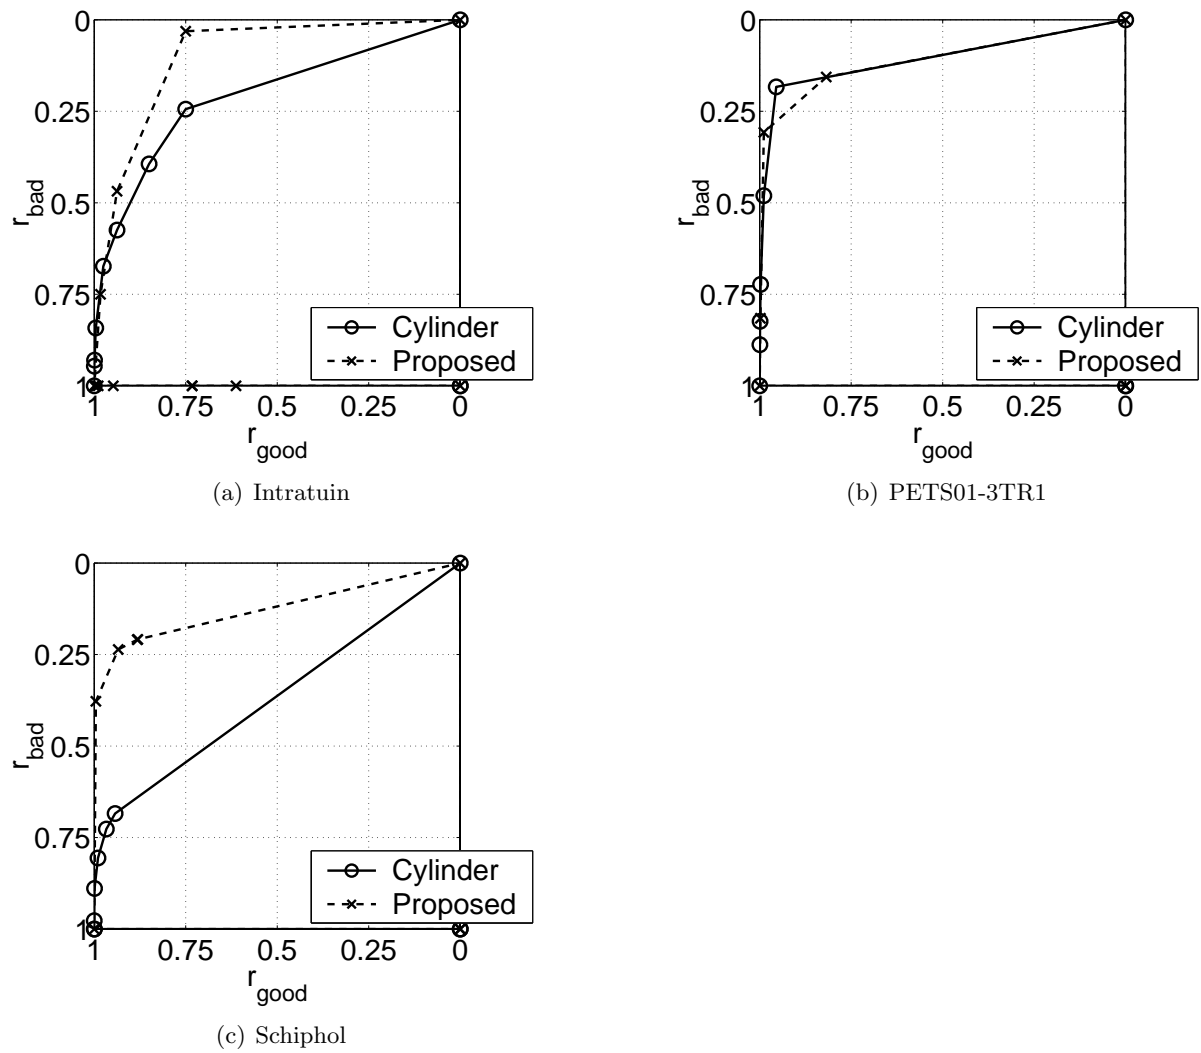 0
0.25
0.5
0.75
1
r_bad
1 0.75 0.5 0.25 0
r_good
Cylinder
Proposed
(a) Intratuin
0
0.25
0.5
0.75
1
r_bad
1 0.75 0.5 0.25 0
r_good
Cylinder
Proposed
(b) PETS01-3TR1
0
0.25
0.5
0.75
1
r_bad
1 0.75 0.5 0.25 0
r_good
Cylinder
Proposed
(c) Schiphol